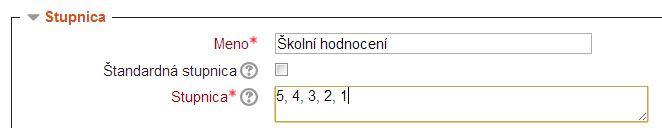 Stupnica
Meno* Školní hodnocení
Štandardná stupnica
Stupnica* 5, 4, 3, 2, 1